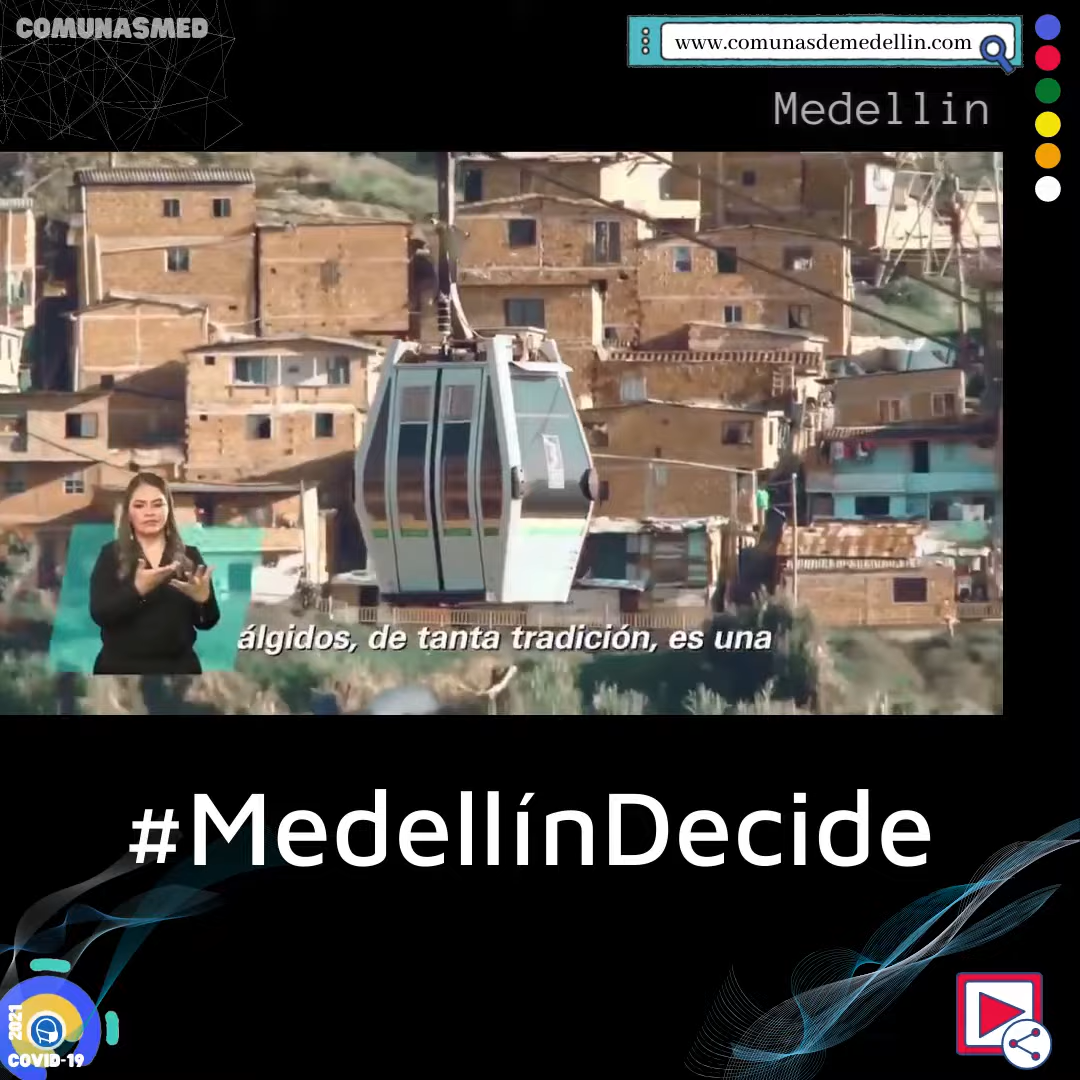 COMUNASMED
www.comunasdemedellin.com
Medellin
álgidos, de tanta tradición, es una
#MedellínDecide
2021
COVID-19